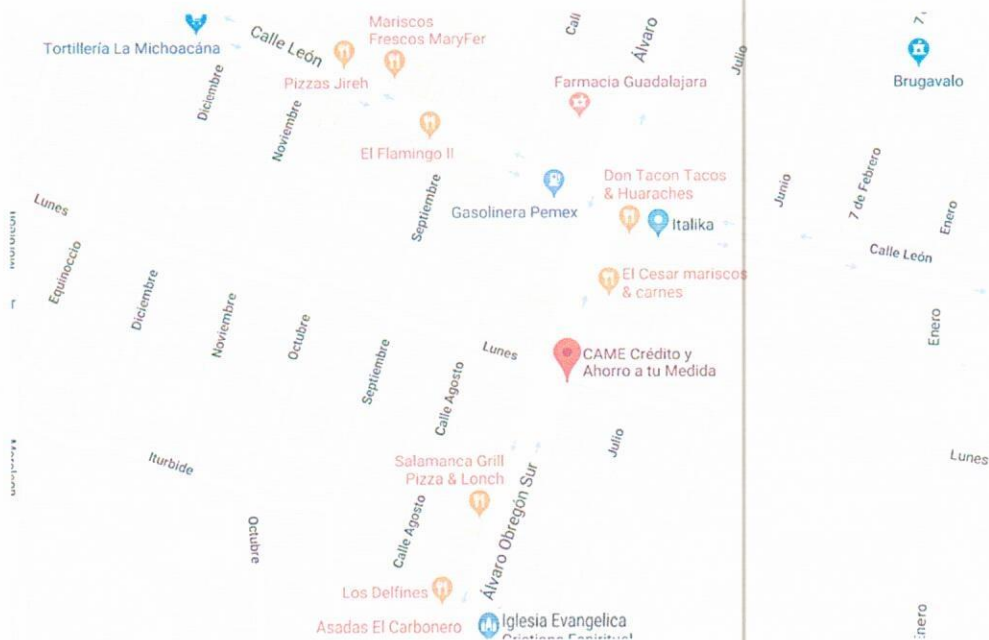 Mariscos
Frescos MaryFer
Calle León
Tortillería La Michoacána
Pizzas Jireh
Álvaro
Julio
Brugavalo
Farmacia Guadalajara
Diciembre
Noviembre
El Flamingo II
Septiembre
Don Tacon Tacos
& Huaraches
Gasolinera Pemex
Italika
Junio
7 de Febrero
Enero
Calle León
Lunes
Equinoccio
El Cesar mariscos
& carnes
Diciembre
Noviembre
Octubre
Septiembre
Enero
Lunes
CAME Crédito y
Ahorro a tu Medida
Calle Agosto
Julio
Iturbide
Salamanca Grill
Pizza & Lonch
Lunes
Octubre
Calle Agosto
Álvaro Obregón Sur
Los Delfines
Asadas El Carbonero
Iglesia Evangelica
Cristiana Espiritual